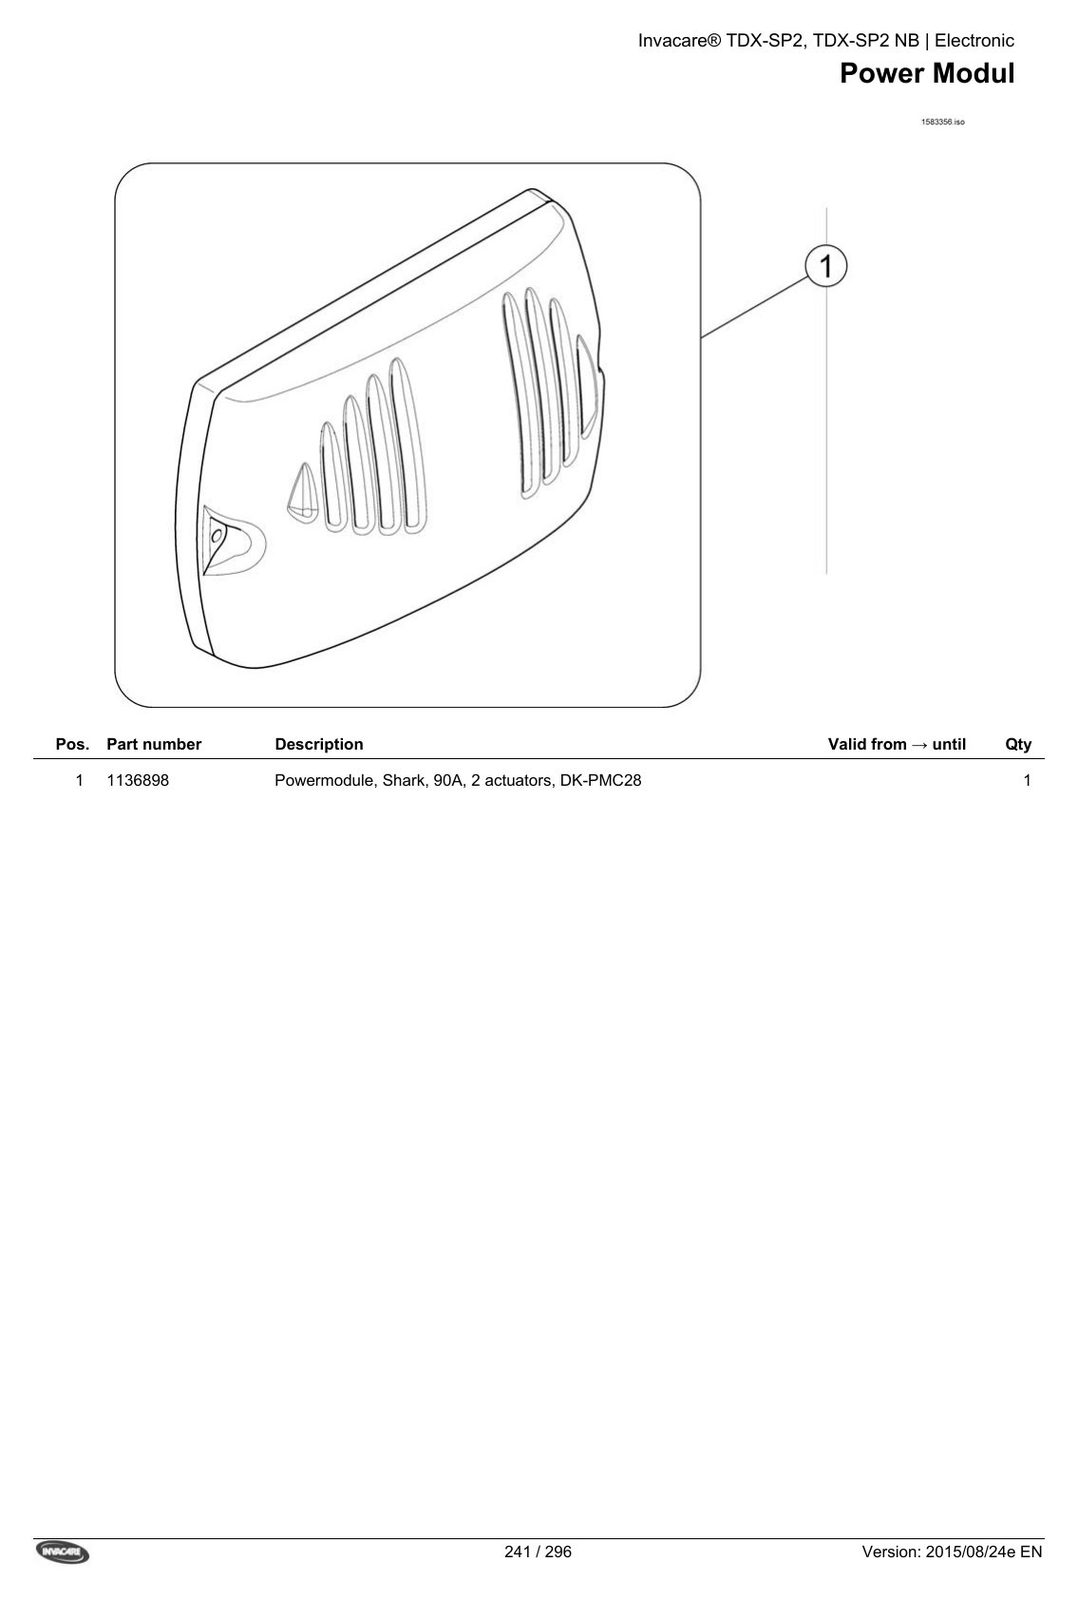 Invacare® TDX-SP2, TDX-SP2 NB | Electronic
Power Modul
1583356.iso
1
Pos. Part number Description Valid from → until Qty
1 1136898 Powermodule, Shark, 90A, 2 actuators, DK-PMC28 1
INVACARE 241 / 296 Version: 2015/08/24e EN